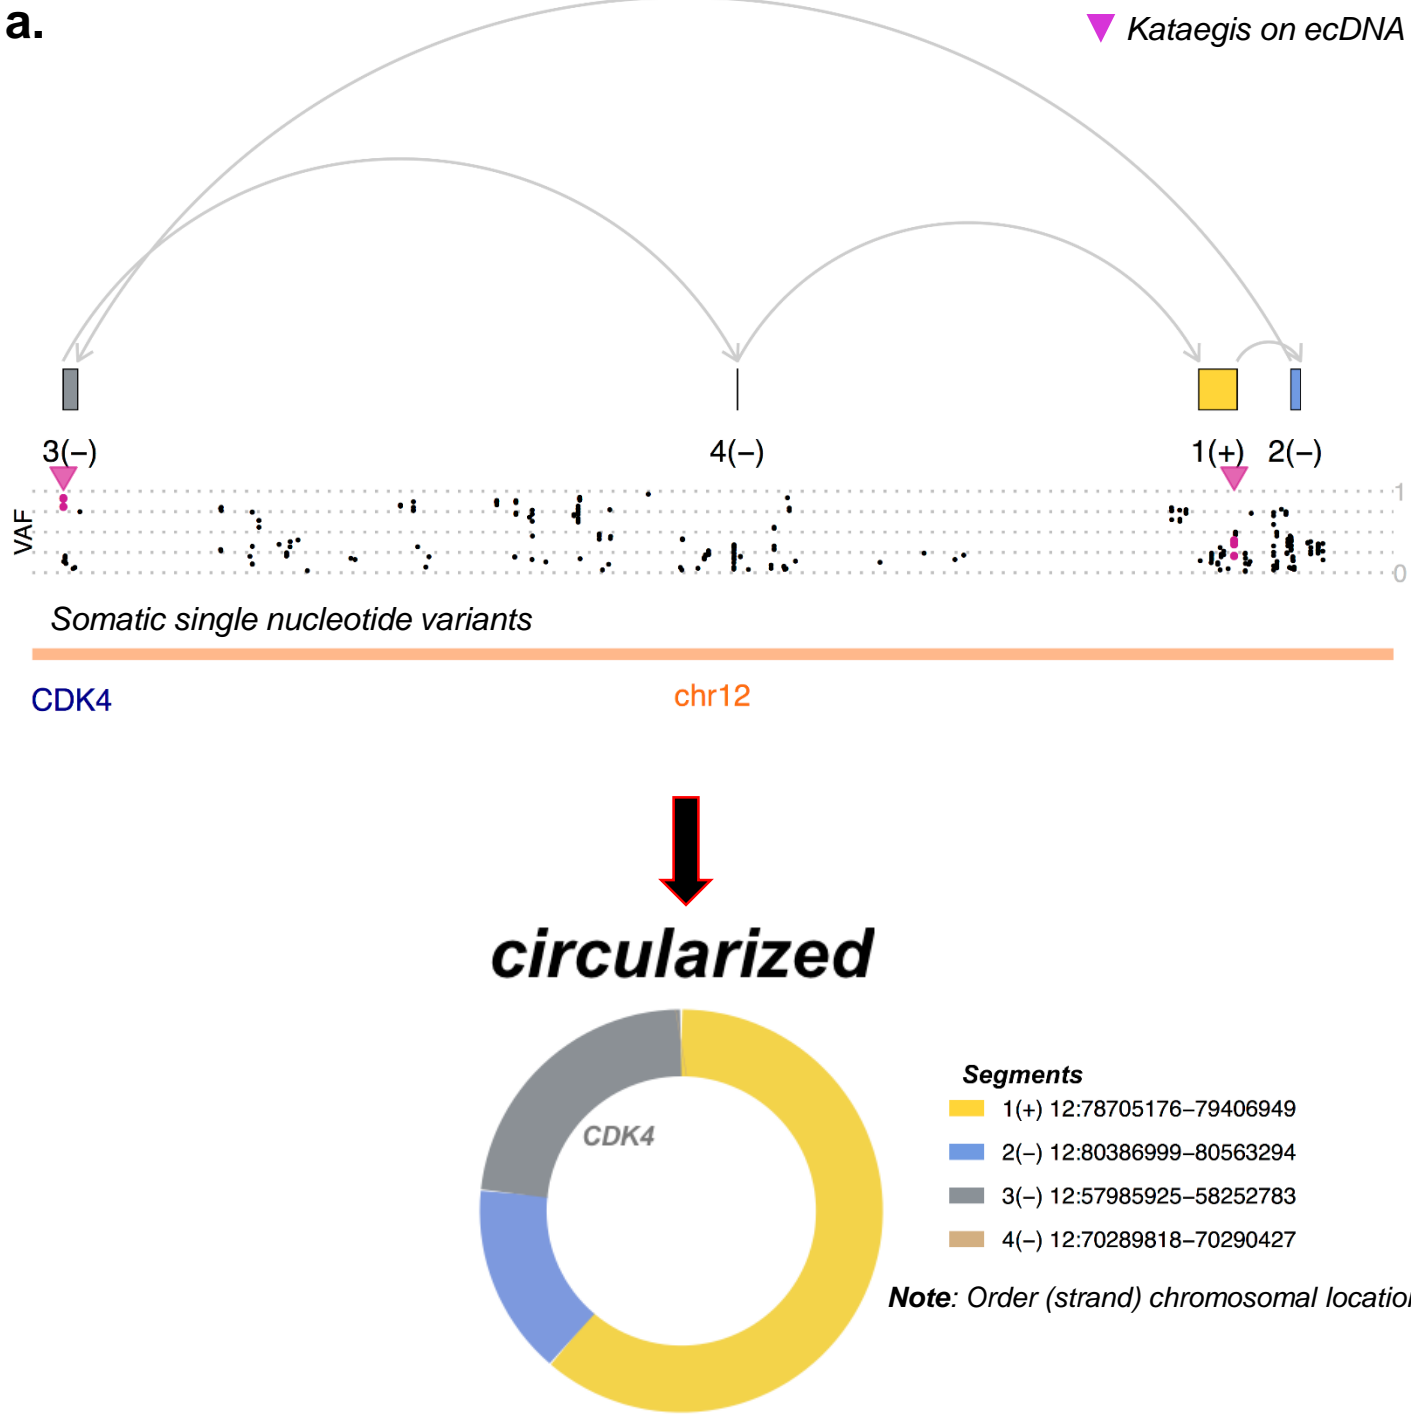 a.
Kataegis on ecDNA
3(−)
4(−)
1(+)
2(−)
VAF
1
0
Somatic single nucleotide variants
CDK4
chr12
circularized
CDK4
Segments
1(+) 12:78705176−79406949
2(−) 12:80386999−80563294
3(−) 12:57985925−58252783
4(−) 12:70289818−70290427
Note: Order (strand) chromosomal location